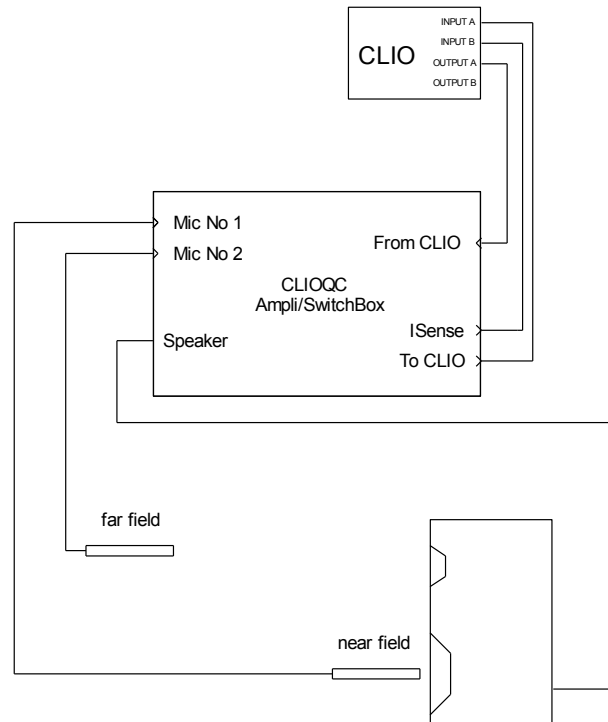 CLIO
INPUT A
INPUT B
OUTPUT A
OUTPUT B
Mic No 1
Mic No 2
From CLIO
CLIOQC
Ampli/SwitchBox
Speaker
ISense
To CLIO
far field
near field